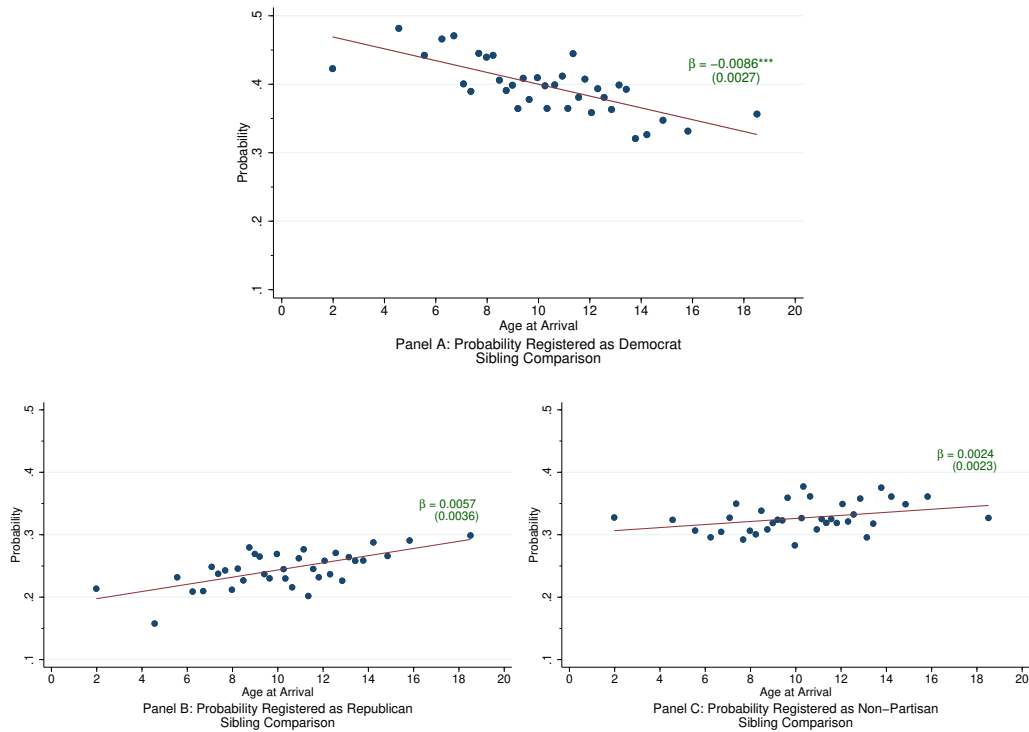 .5
.4
.3
.2
.1
Probability
β = −0.0086***
(0.0027)
0 2 4 6 8 10 12 14 16 18 20
Age at Arrival
Panel A: Probability Registered as Democrat
Sibling Comparison
.5
.4
.3
.2
.1
Probability
β = 0.0057
(0.0036)
0 2 4 6 8 10 12 14 16 18 20
Age at Arrival
Panel B: Probability Registered as Republican
Sibling Comparison
.5
.4
.3
.2
.1
Probability
β = 0.0024
(0.0023)
0 2 4 6 8 10 12 14 16 18 20
Age at Arrival
Panel C: Probability Registered as Non−Partisan
Sibling Comparison